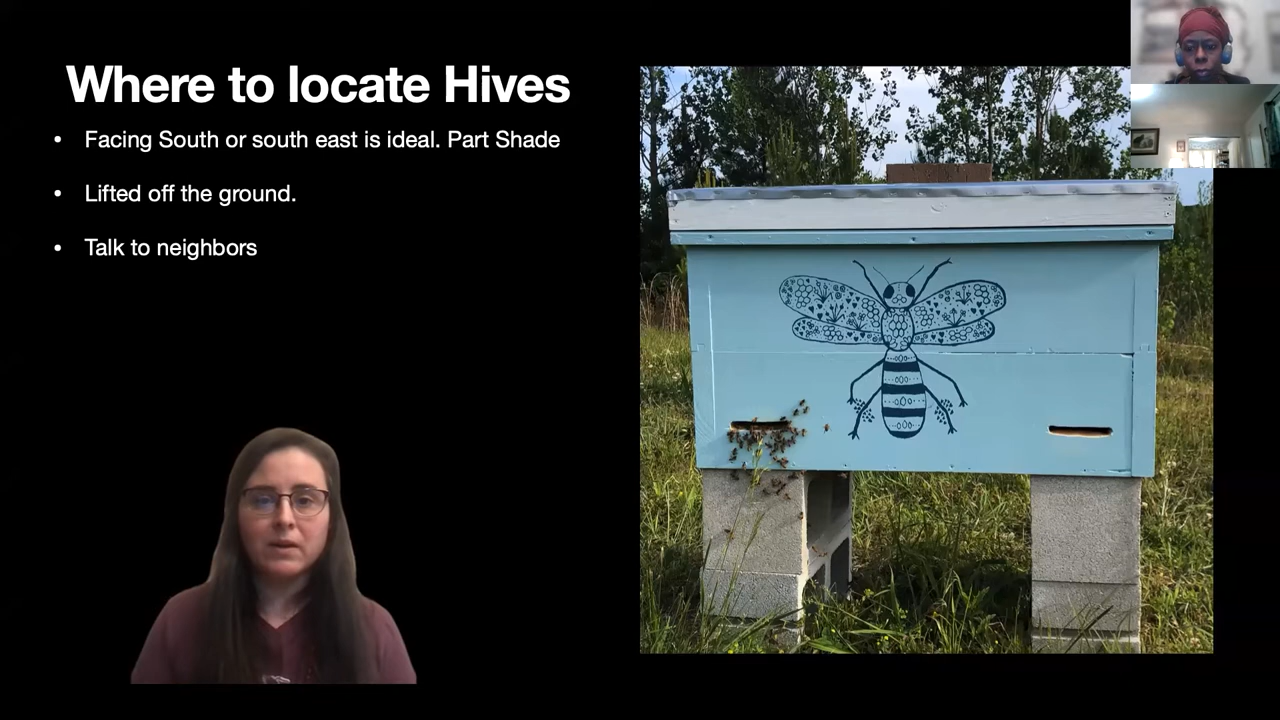 Where to locate Hives
• Facing South or south east is ideal. Part Shade
• Lifted off the ground.
• Talk to neighbors